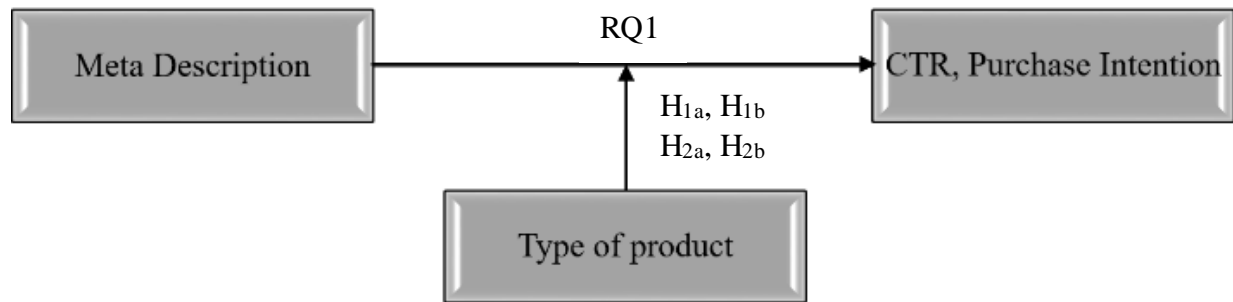 RQ1
Meta Description
CTR, Purchase Intention
H1a, H1b
H2a, H2b
Type of product